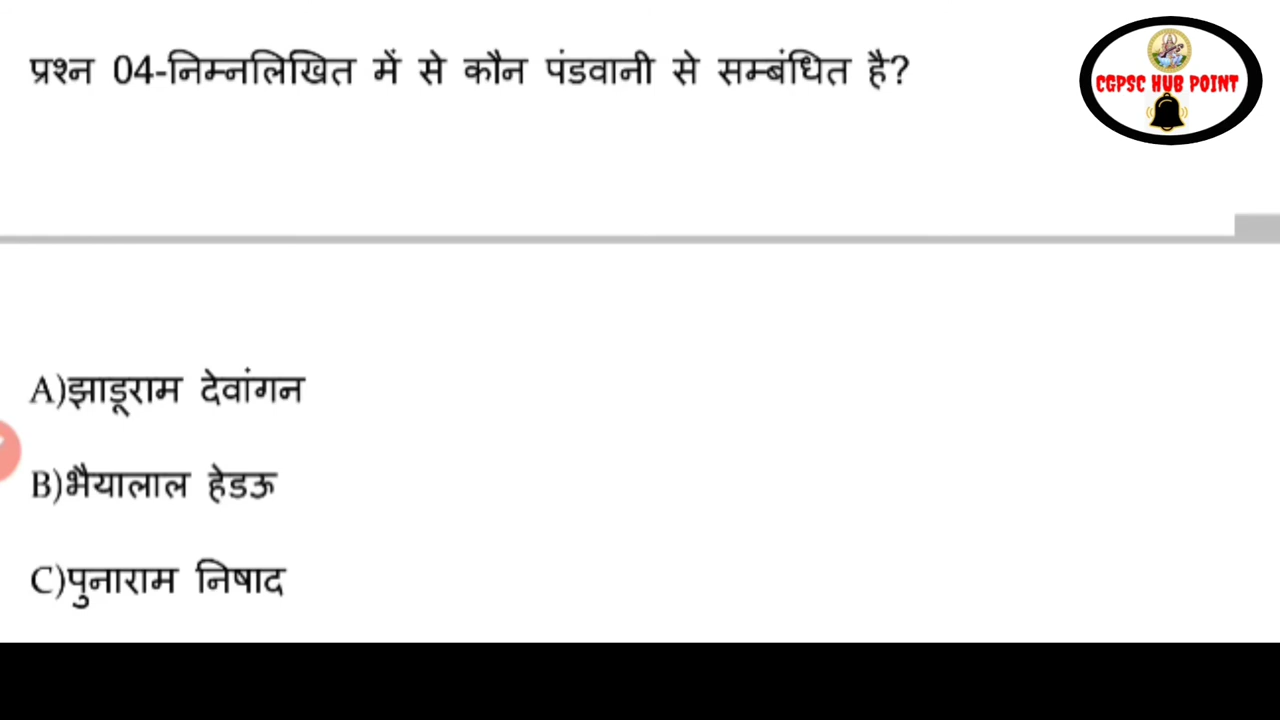 प्रश्न 04-निम्नलिखित में से कौन पंडवानी से सम्बंधित है?
CGPSC HUB POINT
A)झाडूराम देवांगन
B)भैयालाल हेडऊ
C)पुनाराम निषाद